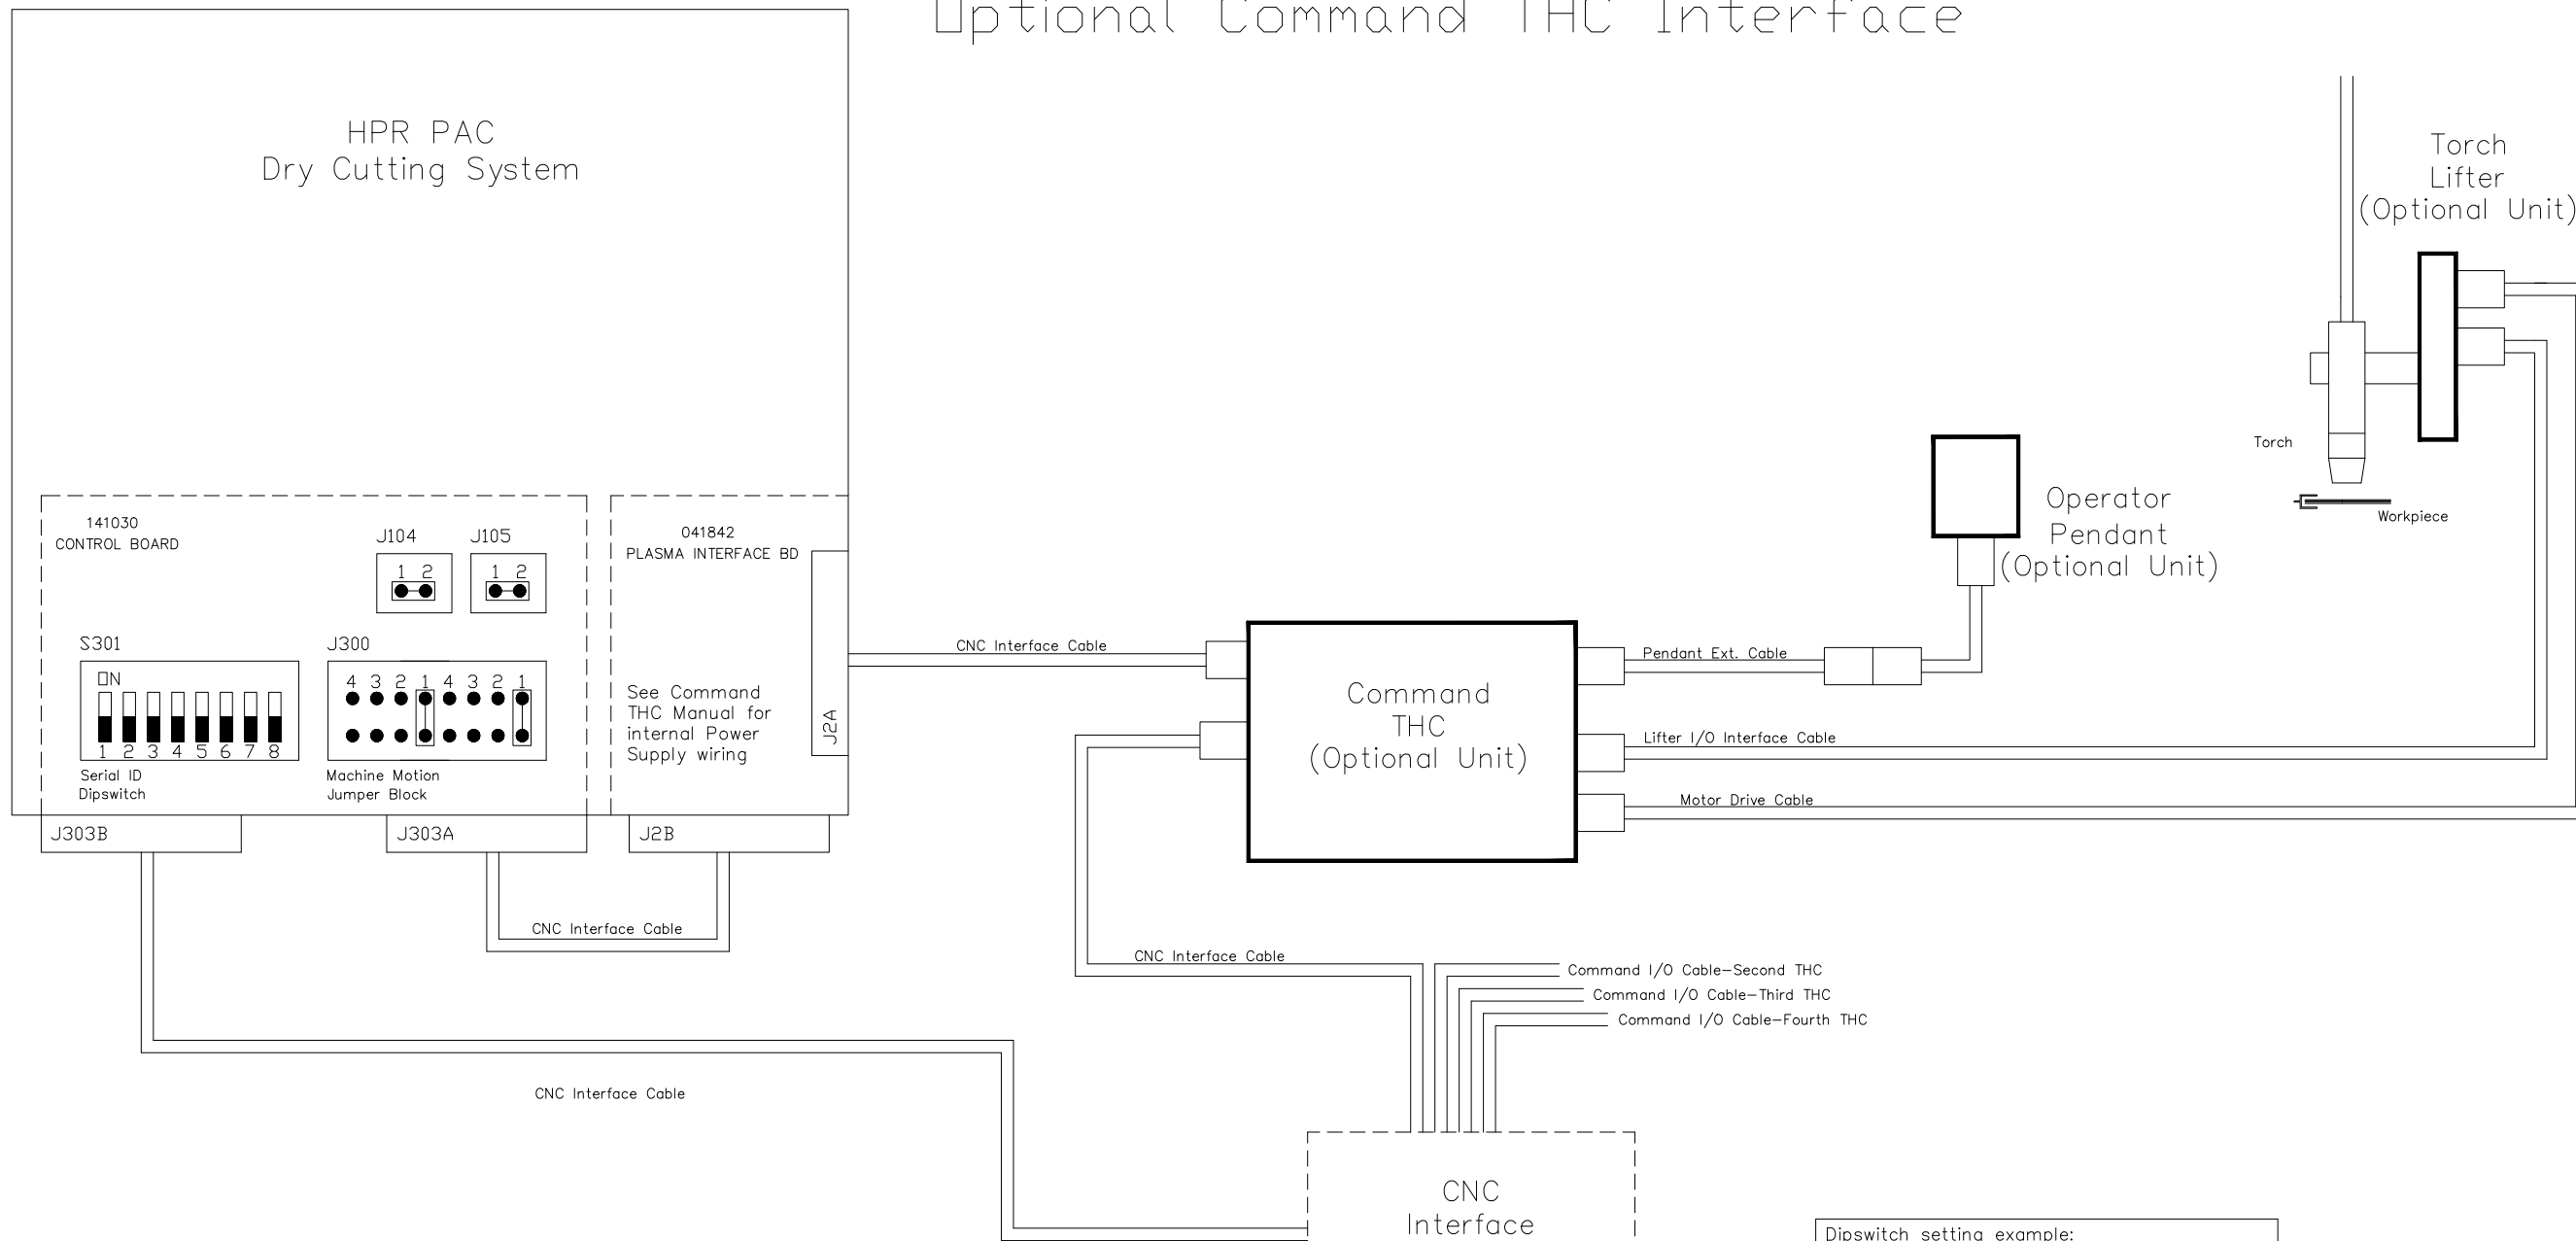 Optional Command THC Interface
HPR PAC
Dry Cutting System
Torch
Lifter
(Optional Unit)
Torch
Workpiece
Operator
Pendant
(Optional Unit)
141030
CONTROL BOARD
J104
1 2
J105
1 2
041842
PLASMA INTERFACE BD
S301
ON
1 2 3 4 5 6 7 8
Serial ID
Dipswitch
J300
4 3 2 1 4 3 2 1
Machine Motion
Jumper Block
See Command
THC Manual for
internal Power
Supply wiring
J2A
J303B
J303A
J2B
CNC Interface Cable
Command
THC
(Optional Unit)
Pendant Ext. Cable
Lifter I/O Interface Cable
Motor Drive Cable
CNC Interface Cable
CNC Interface Cable
Command I/O Cable-Second THC
Command I/O Cable-Third THC
Command I/O Cable-Fourth THC
CNC Interface Cable
CNC
Interface
Dipswitch setting example: